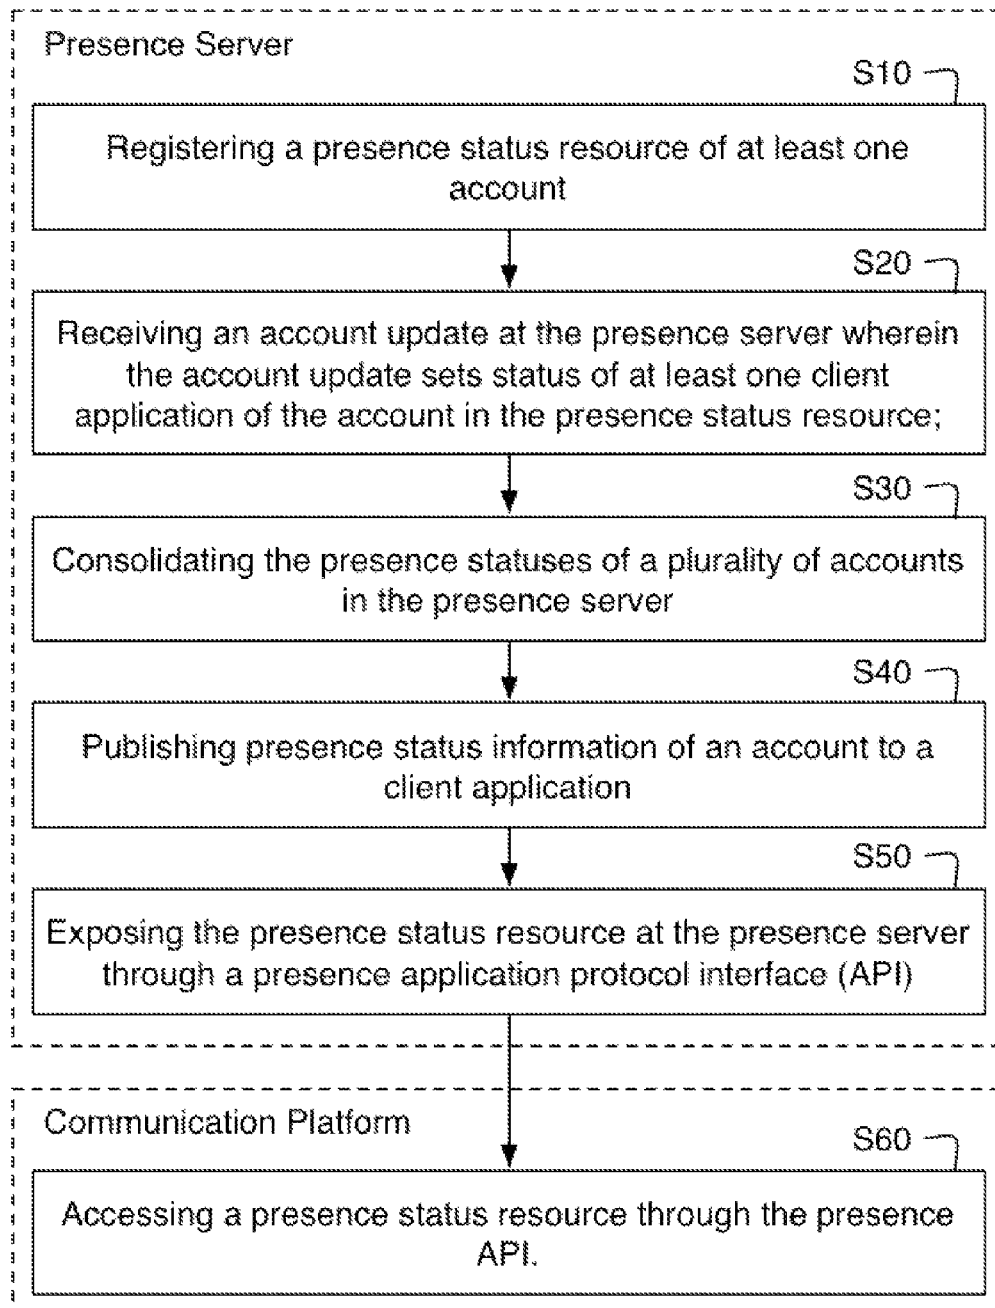 Presence Server
S10
Registering a presence status resource of at least one
account
S20
Receiving an account update at the presence server wherein
the account update sets status of at least one client
application of the account in the presence status resource;
S30
Consolidating the presence statuses of a plurality of accounts
in the presence server
S40
Publishing presence status information of an account to a
client application
S50
Exposing the presence status resource at the presence server
through a presence application protocol interface (API)
Communication Platform
S60
Accessing a presence status resource through the presence
API.